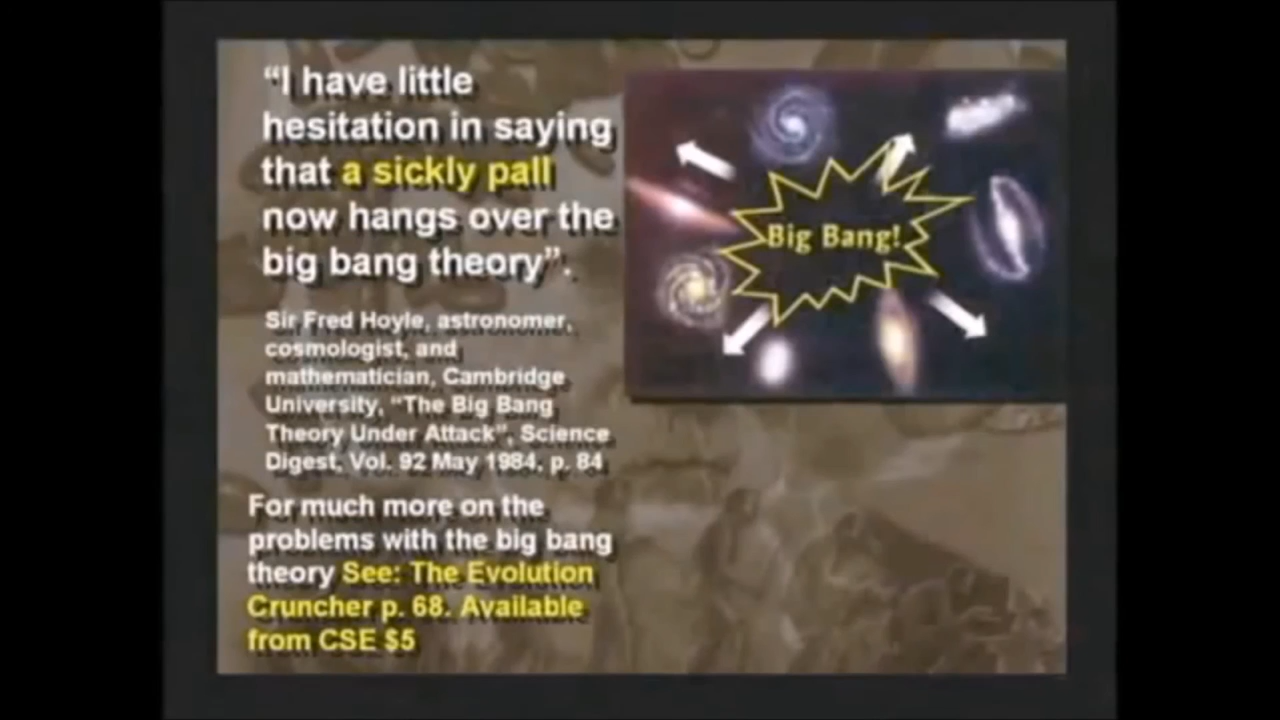 “I have little
hesitation in saying
that a sickly pall
now hangs over the
big bang theory”.
Sir Fred Hoyle, astronomer,
cosmologist, and
mathematician, Cambridge
University, “The Big Bang
Theory Under Attack”, Science
Digest, Vol. 92 May 1984, p. 84
For much more on the
problems with the big bang
theory See: The Evolution
Cruncher p. 68. Available
from CSE $5
Big Bang!